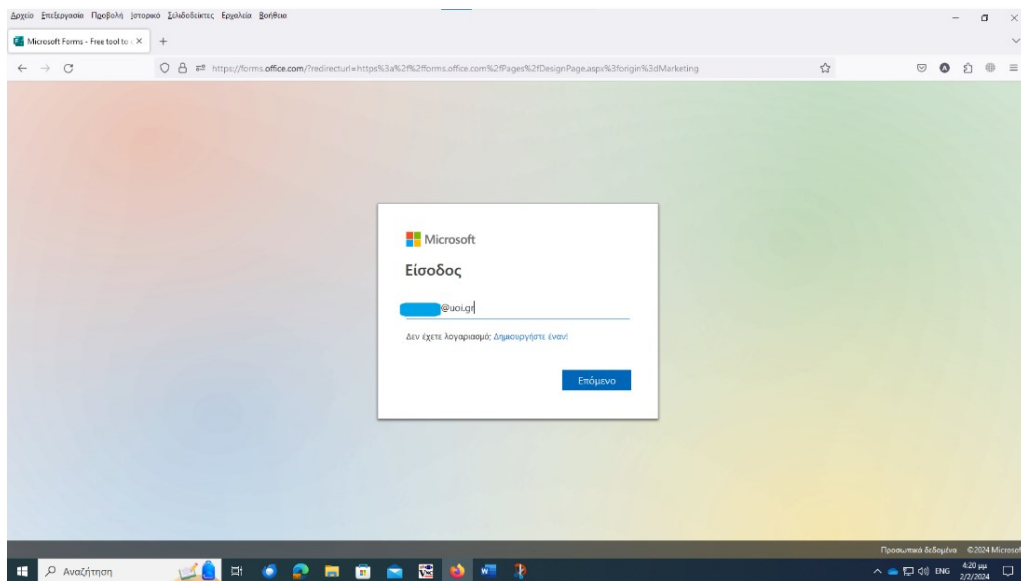 Αρχείο Επεξεργασία Προβολή Ιστορικό Σελιδοδείκτες Εργαλεία Βοήθεια
Microsoft Forms - Free tool to
https://forms.office.com/?redirecturl=https%3a%2f%2fforms.office.com%2fPages%2fDesignPage.aspx%3forigin%3dMarketing
Microsoft
Είσοδος
@uoi.gr
Δεν έχετε λογαριασμό; Δημιουργήστε έναν!
Επόμενο
Προσωπικά δεδομένα ©2024 Microsof
Αναζήτηση
ENG
4:20 μμ
2/2/2024